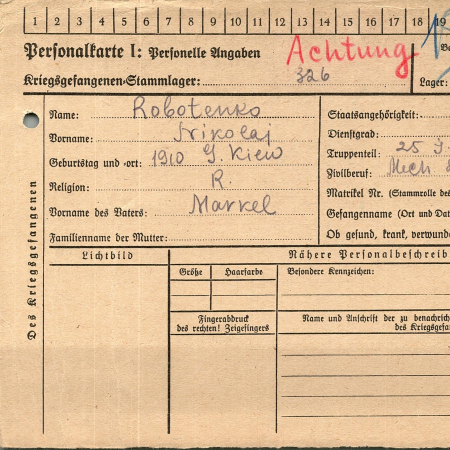 1 2 3 4 5 6 7 8 9 10 11 12 13 14 15 16 17 18 19
Personalkarte I: Personelle Angaben
Achtung
Kriegsgefangenen-Stammlager: 326
Lager:
Des Kriegsgefangenen
Name: Robotenko
Vorname: Nikolaj
Geburtstag und -ort: 1910 G. Kiew
Religion: R.
Vorname des Vaters: Markel
Familienname der Mutter:
Staatsangehörigkeit:
Dienstgrad:
Truppenteil: 25
Zivilberuf: Mech
Matrikel Nr. (Stammrolle des
Gefangenname (Ort und Dat
Ob gesund, krank, verwunde
Lichtbild
Nähere Personalbeschreib
Größe Haarfarbe
Besondere Kennzeichen:
Fingerabdruck
des rechten! Zeigefingers
Name und Anschrift der zu benachrich
des Kriegsgefa